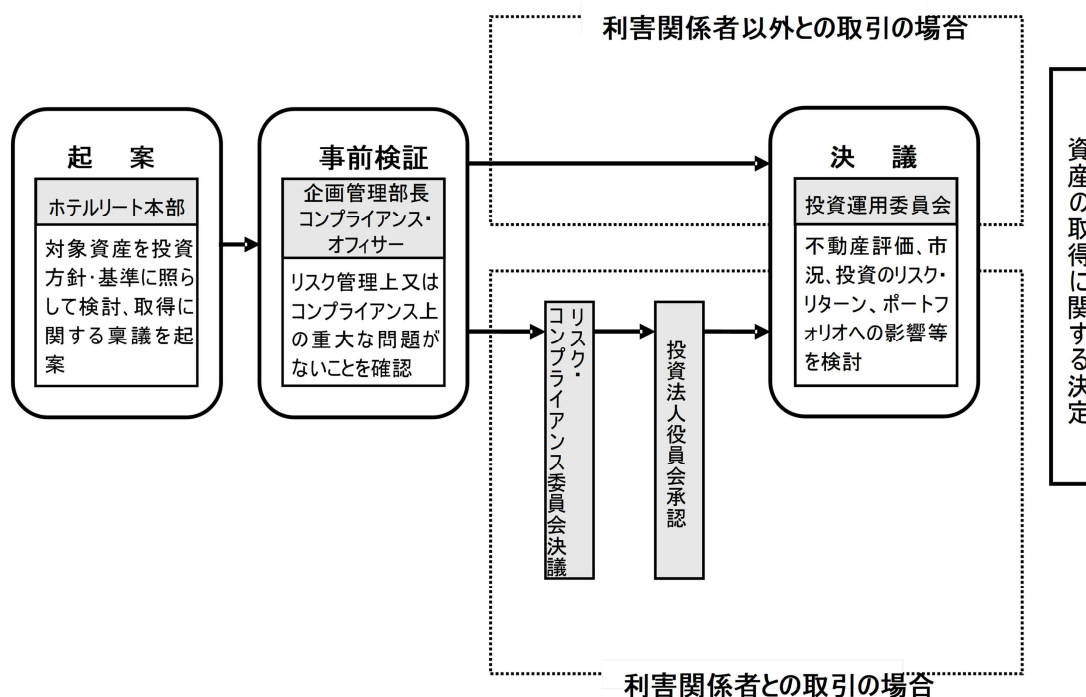 利害関係者以外との取引の場合
起　案
ホテルリート本部
対象資産を投資
方針・基準に照ら
して検討、取得に
関する稟議を起
案
事前検証
企画管理部長
コンプライアンス・
オフィサー
リスク管理上又は
コンプライアンス上
の重大な問題が
ないことを確認
リスク・
コンプライアンス委員会決議
投資法人役員会承認
決　議
投資運用委員会
不動産評価、市
況、投資のリスク・
リターン、ポートフ
ォリオへの影響等
を検討
資産の取得に関する決定
利害関係者との取引の場合